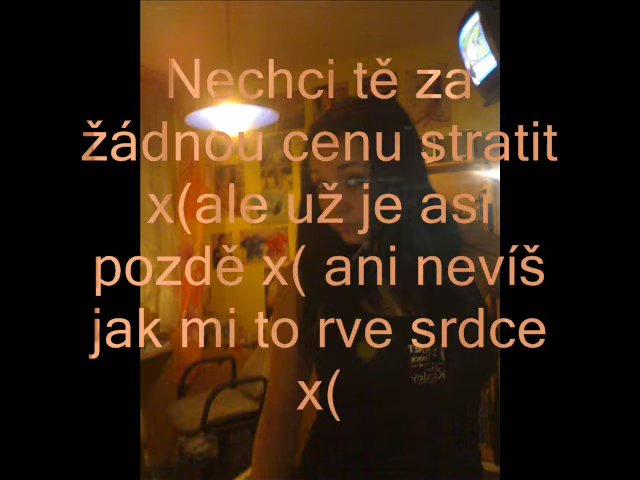 Nechci tě za
žádnou cenu stratit
x(ale už je asi
pozdě x( ani nevíš
jak mi to rve srdce
x(